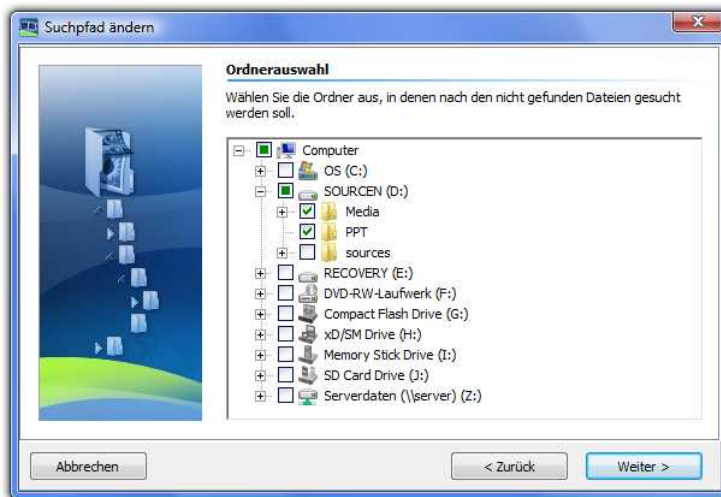 Suchpfad ändern
Ordnerauswahl
Wählen Sie die Ordner aus, in denen nach den nicht gefunden Dateien gesucht
werden soll.
Computer
OS (C:)
SOURCEN (D:)
Media
PPT
sources
RECOVERY (E:)
DVD-RW-Laufwerk (F:)
Compact Flash Drive (G:)
xD/SM Drive (H:)
Memory Stick Drive (I:)
SD Card Drive (J:)
Serverdaten (\\server) (Z:)
Abbrechen
< Zurück
Weiter >